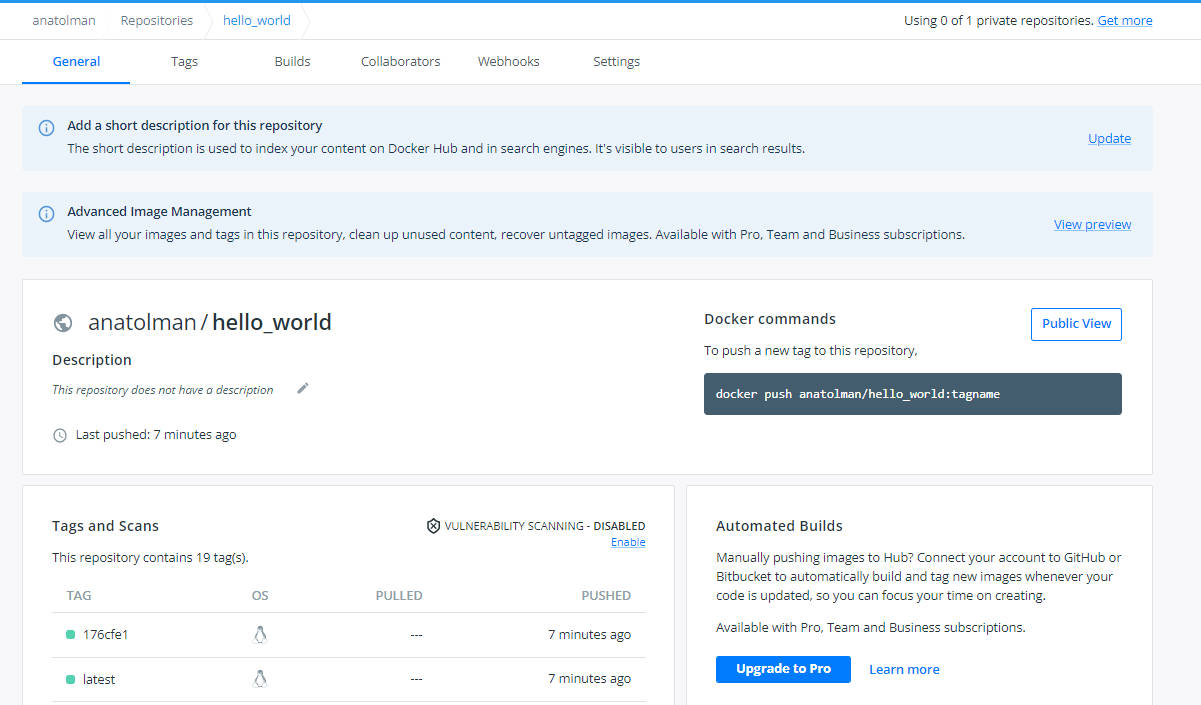 anatolman Repositories hello_world Using 0 of 1 private repositories. Get more
General Tags Builds Collaborators Webhooks Settings
Add a short description for this repository
The short description is used to index your content on Docker Hub and in search engines. It's visible to users in search results.
Update
Advanced Image Management
View all your images and tags in this repository, clean up unused content, recover untagged images. Available with Pro, Team and Business subscriptions.
View preview
anatolman / hello_world
Description
This repository does not have a description
Last pushed: 7 minutes ago
Docker commands
Public View
To push a new tag to this repository,
docker push anatolman/hello_world:tagname
Tags and Scans
VULNERABILITY SCANNING - DISABLED
Enable
This repository contains 19 tag(s).
TAG OS PULLED PUSHED
176cfe1 --- 7 minutes ago
latest --- 7 minutes ago
Automated Builds
Manually pushing images to Hub? Connect your account to GitHub or
Bitbucket to automatically build and tag new images whenever your
code is updated, so you can focus your time on creating.
Available with Pro, Team and Business subscriptions.
Upgrade to Pro Learn more